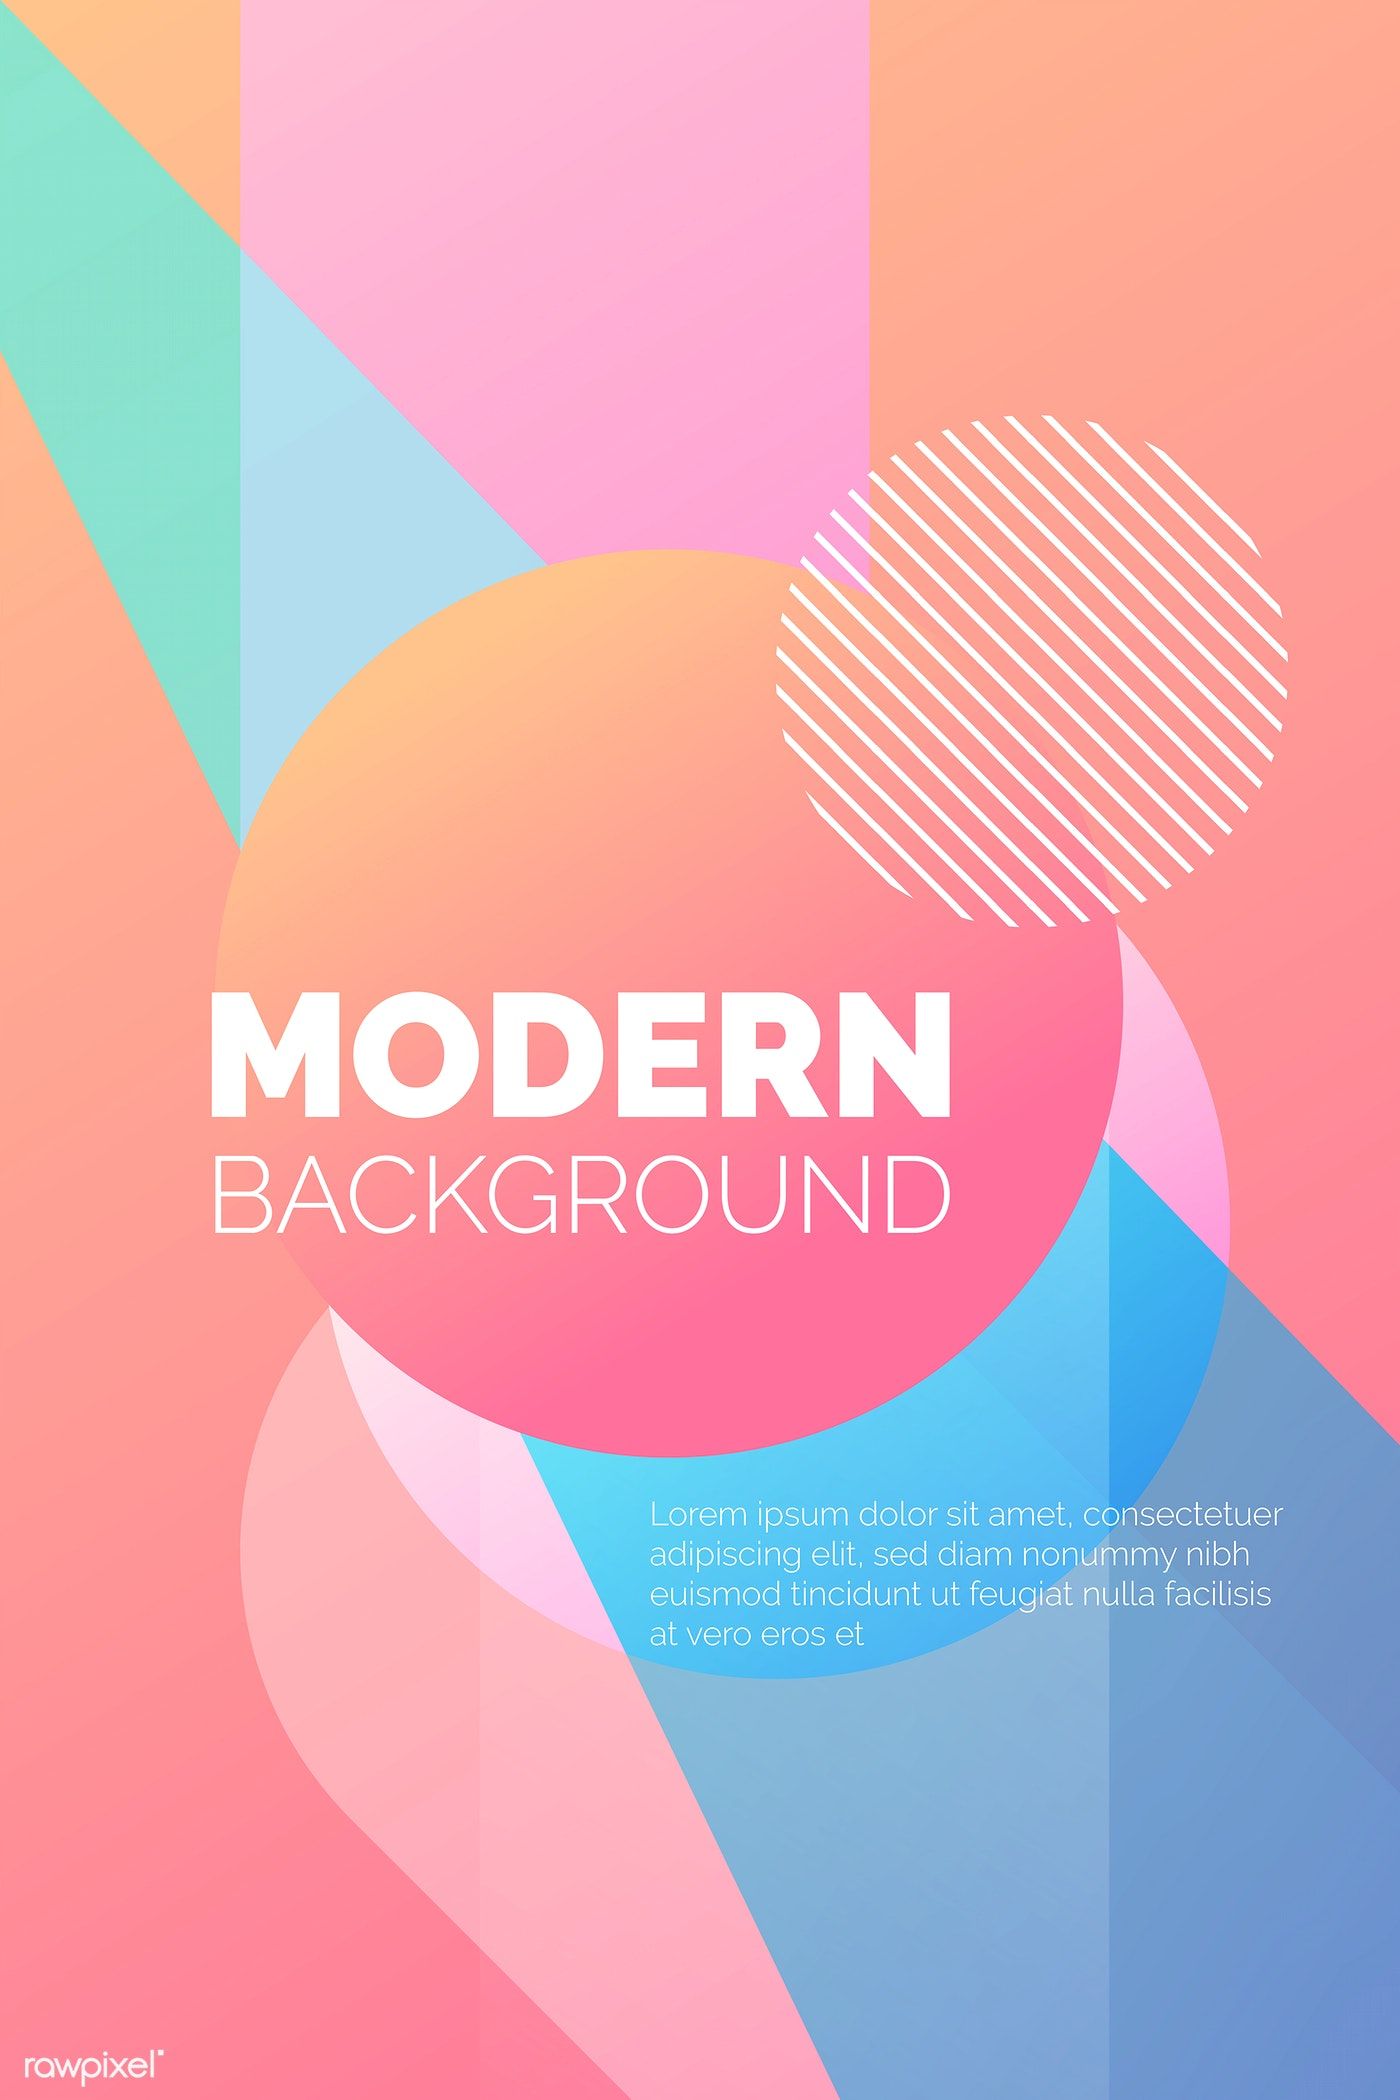 MODERN
BACKGROUND
Lorem ipsum dolor sit amet, consectetuer
adipiscing elit, sed diam nonummy nibh
euismod tincidunt ut feugiat nulla facilisis
at vero eros et
rawpixel